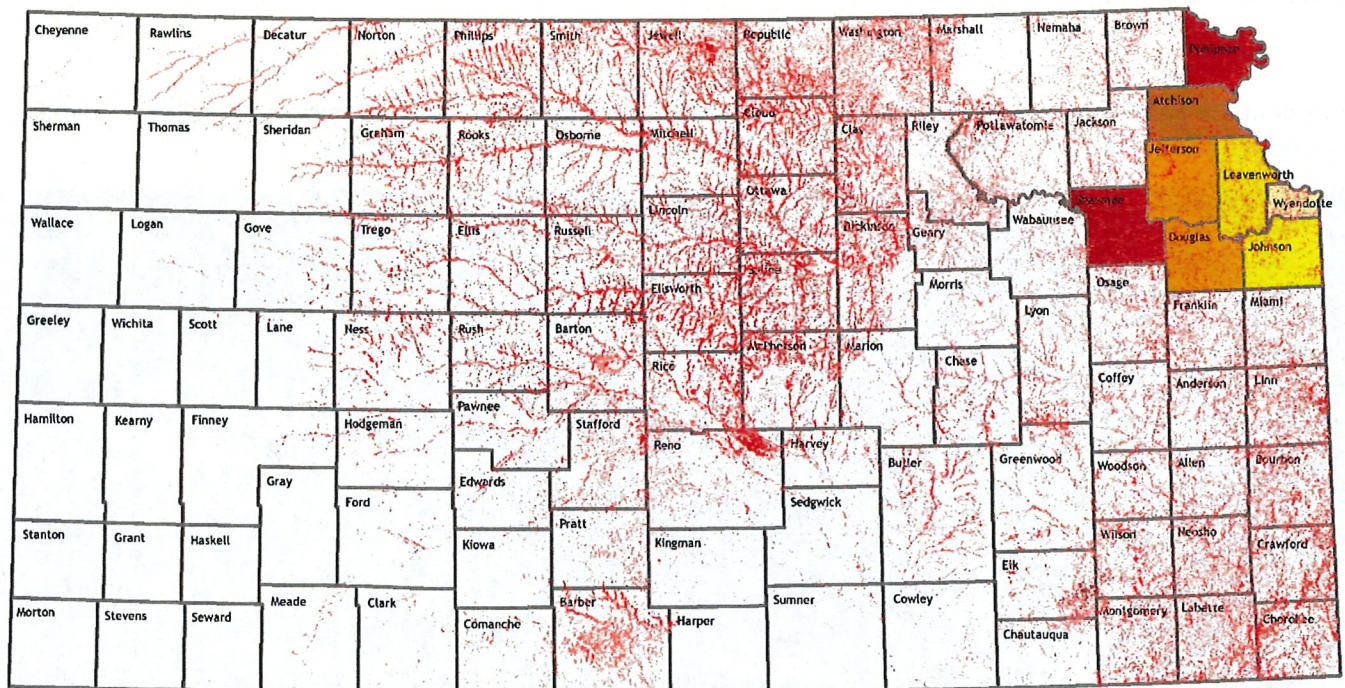 Cheyenne
Rawlins
Decatur
Norton
Phillips
Smith
Jewell
Republic
Washington
Marshall
Nemaha
Brown
Doniphan
Sherman
Thomas
Sheridan
Graham
Rooks
Osborne
Mitchell
Cloud
Clay
Riley
Pottawatomie
Jackson
Atchison
Jefferson
Leavenworth
Wyandotte
Ottawa
Lincoln
Shawnee
Wallace
Logan
Gove
Trego
Ellis
Russell
Dickinson
Geary
Wabaunsee
Douglas
Johnson
Saline
Ellsworth
Morris
Osage
Lyon
Franklin
Miami
Greeley
Wichita
Scott
Lane
Ness
Rush
Barton
Rice
McPherson
Marion
Chase
Coffey
Anderson
Linn
Hamilton
Kearny
Finney
Hodgeman
Pawnee
Stafford
Reno
Harvey
Butler
Greenwood
Woodson
Allen
Bourbon
Gray
Ford
Edwards
Sedgwick
Stanton
Grant
Haskell
Kiowa
Pratt
Kingman
Elk
Wilson
Neosho
Crawford
Morton
Stevens
Seward
Meade
Clark
Comanche
Barber
Harper
Sumner
Cowley
Chautauqua
Montgomery
Labette
Cherokee